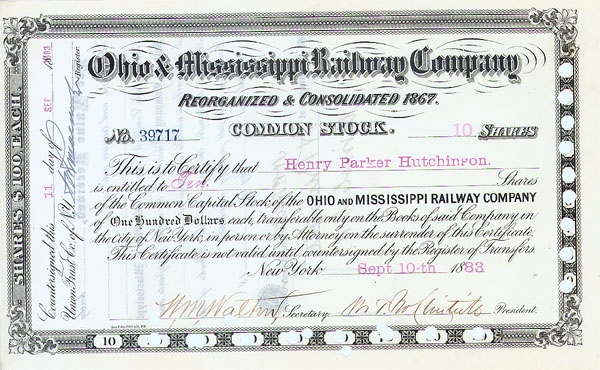 Ohio & Mississippi Railway Company
REORGANIZED & CONSOLIDATED 1867.
No. 39717 COMMON STOCK. 10 SHARES
This is to Certify that Henry Parker Hutchinson.
is entitled to Ten. Shares
of the Common Capital Stock of the OHIO AND MISSISSIPPI RAILWAY COMPANY
of One Hundred Dollars each, transferable only on the Books of said Company in
the City of New York, in person or by Attorney on the surrender of this Certificate.
This Certificate is not valid until countersigned by the Register of Transfers.
New York Sept. 10-th 1883
Secretary. President.
10
SHARES $100 EACH.
Countersigned this 11 day of SEP 1883
Union Trust Co. of N.Y. Register.